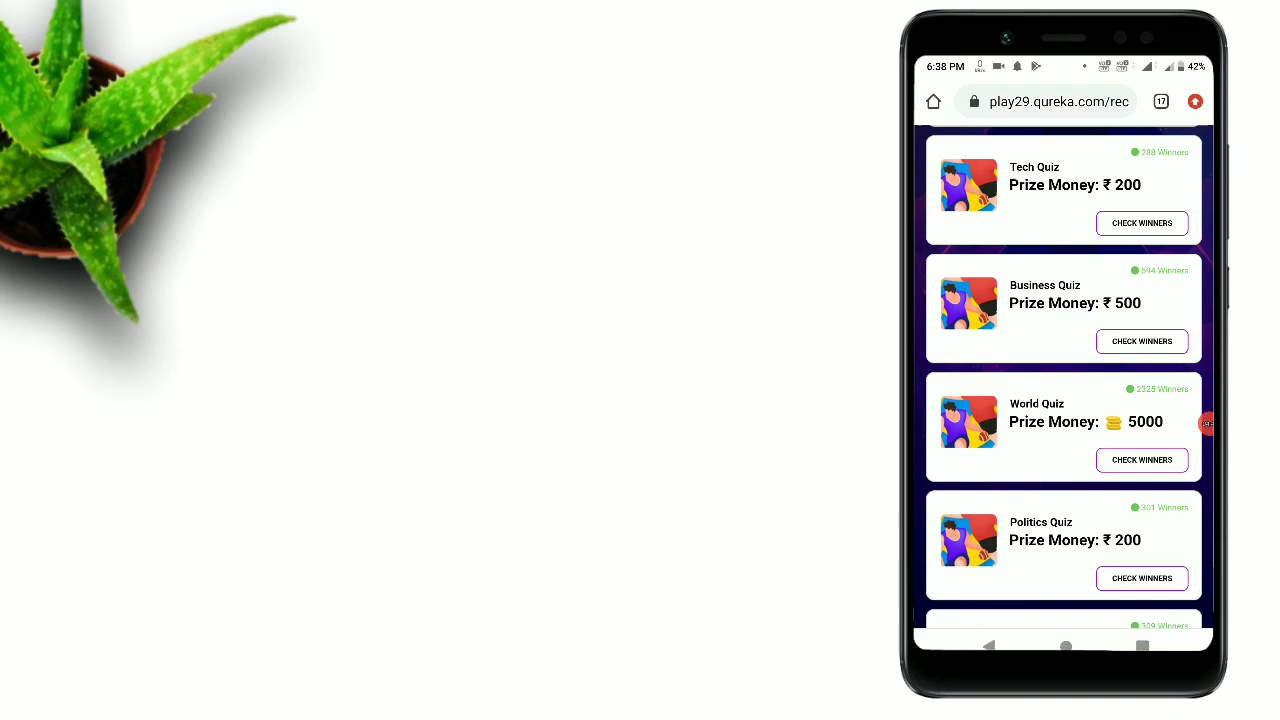 6:38 PM
0
42%
play29.qureka.com/rec
17
288 Winners
Tech Quiz
Prize Money: ₹ 200
CHECK WINNERS
594 Winners
Business Quiz
Prize Money: ₹ 500
CHECK WINNERS
2325 Winners
World Quiz
Prize Money: 5000
CHECK WINNERS
301 Winners
Politics Quiz
Prize Money: ₹ 200
CHECK WINNERS
309 Winners